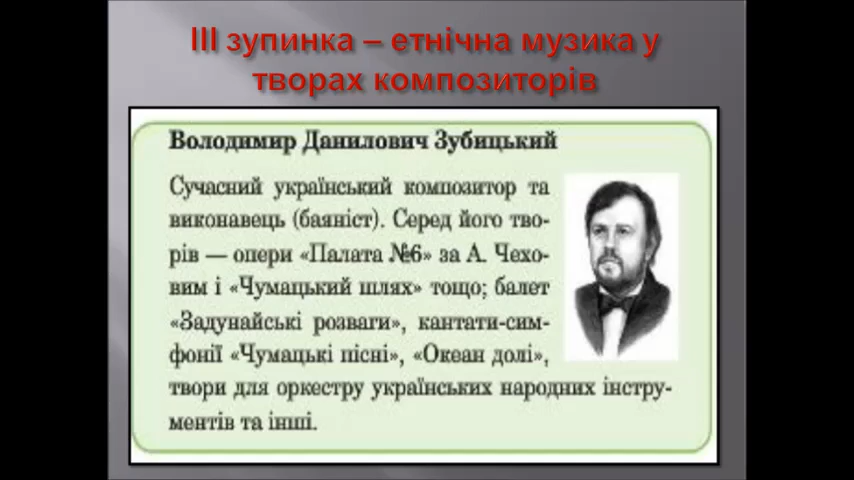 III зупинка – етнічна музика у
творах композиторів
Володимир Данилович Зубицький
Сучасний український композитор та
виконавець (баяніст). Серед його тво-
рів — опери «Палата №6» за А. Чехо-
вим і «Чумацький шлях» тощо; балет
«Задунайські розваги», кантати-сим-
фонії «Чумацькі пісні», «Океан долі»,
твори для оркестру українських народних інстру-
ментів та інші.